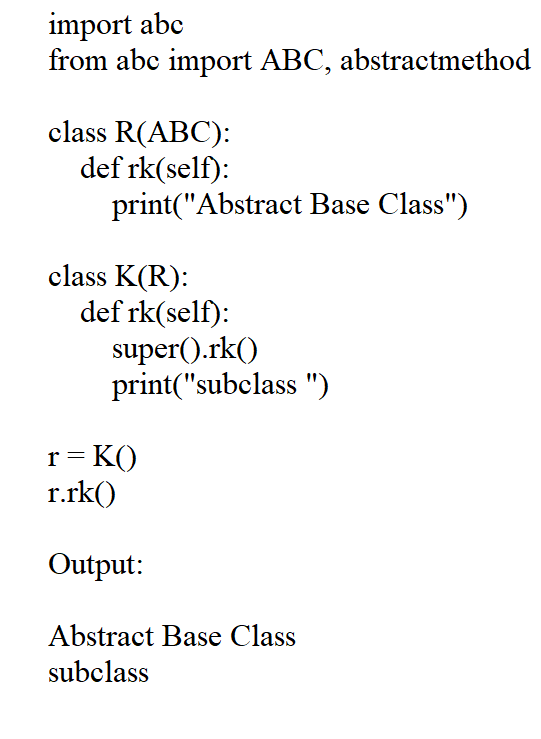 import abc
from abc import ABC, abstractmethod
class R(ABC):
def rk(self):
print("Abstract Base Class")
class K(R):
def rk(self):
super().rk()
print("subclass ")
r = K()
r.rk()
Output:
Abstract Base Class
subclass